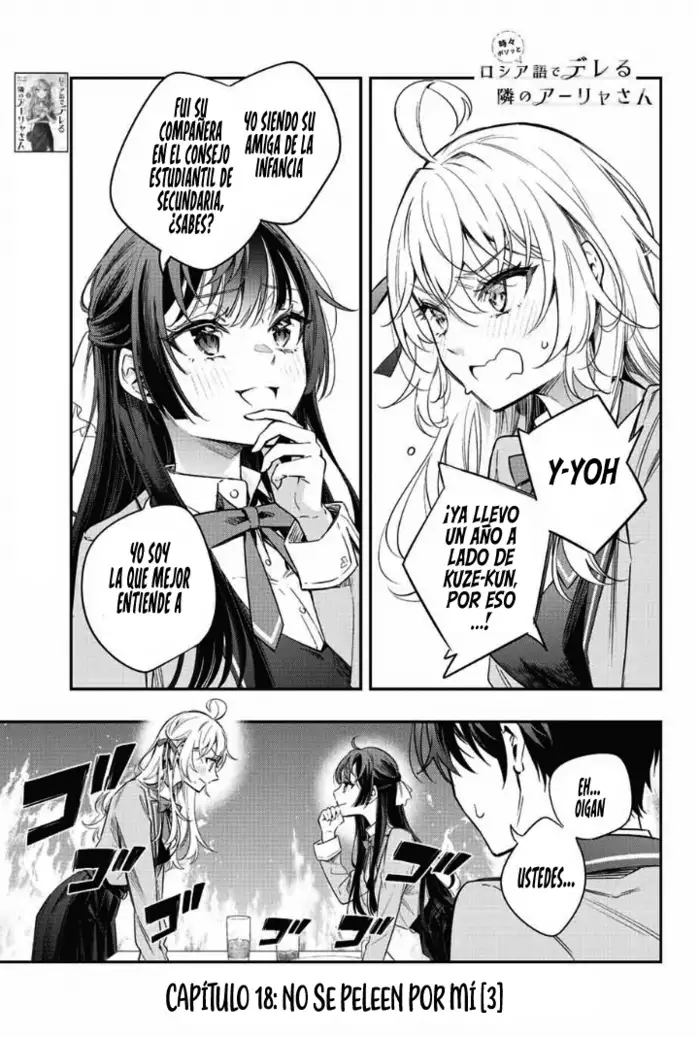 時々
ボソッと
ロシア語でデレる
隣のアーリャさん
Y-YOH
¡YA LLEVO
UN AÑO A
LADO DE
KUZE-KUN,
POR ESO
...!
YO SIENDO SU
AMIGA DE LA
INFANCIA
FUI SU
COMPAÑERA
EN EL CONSEJO
ESTUDIANTIL DE
SECUNDARIA,
¿SABES?
YO SOY
LA QUE MEJOR
ENTIENDE A
EH...
OIGAN
USTEDES...
ゴゴ
ゴゴ
ゴゴ
CAPÍTULO 18: NO SE PELEEN POR MÍ [3]